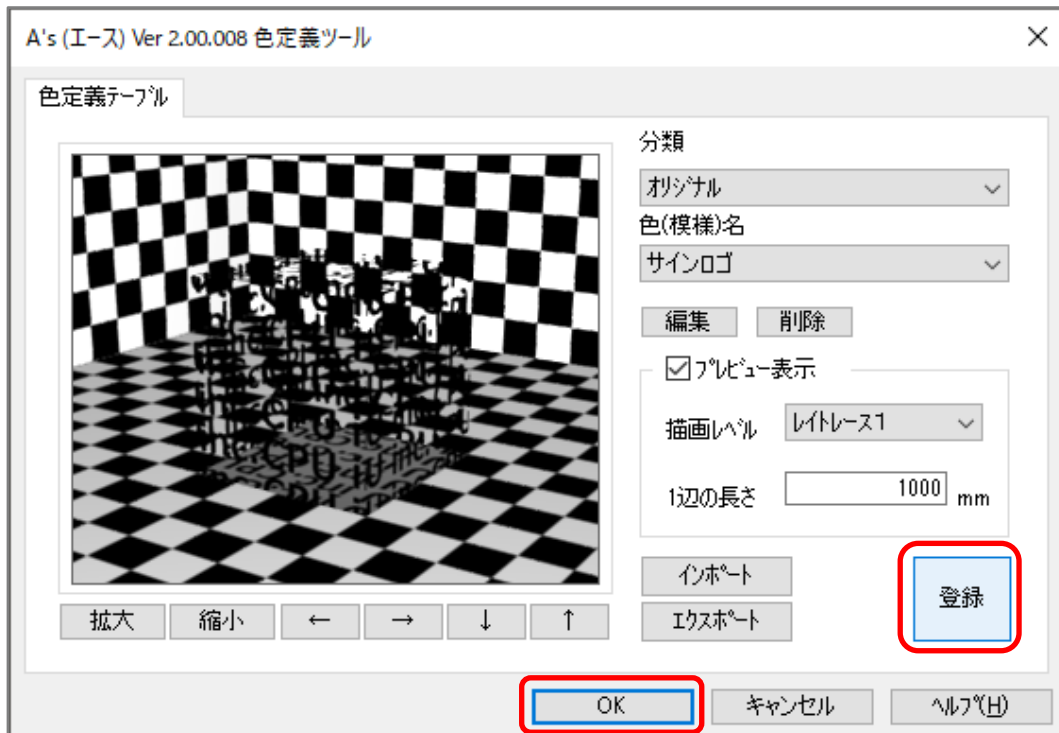 A's (エース) Ver 2.00.008 色定義ツール
色定義ﾃｰﾌﾞﾙ
分類
ｵﾘｼﾞﾅﾙ
色(模様)名
サインロゴ
編集 削除
ﾌﾟﾚﾋﾞｭｰ表示
描画ﾚﾍﾞﾙ ﾚｲﾄﾚｰｽ1
1辺の長さ 1000 mm
ｲﾝﾎﾟｰﾄ
ｴｸｽﾎﾟｰﾄ
登録
拡大 縮小 ← → ↓ ↑
OK キャンセル ﾍﾙﾌﾟ(H)